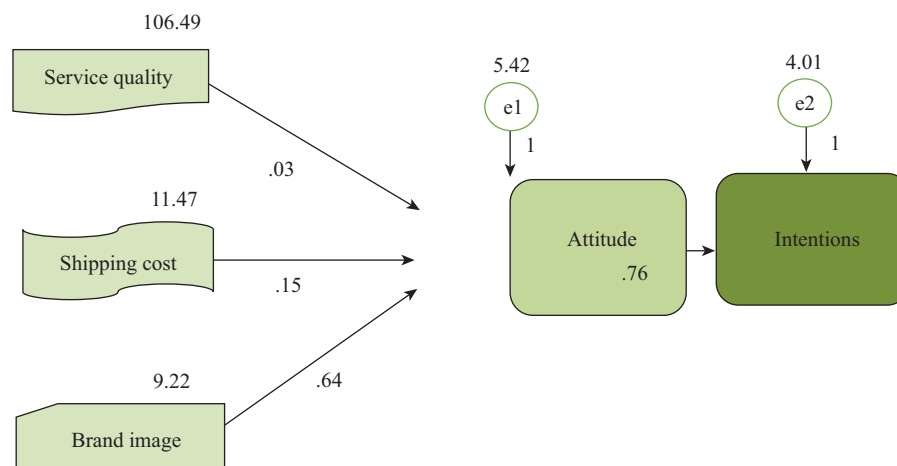 106.49
Service quality
.03
11.47
Shipping cost
.15
9.22
Brand image
.64
5.42
e1
1
4.01
e2
1
Attitude
.76
Intentions